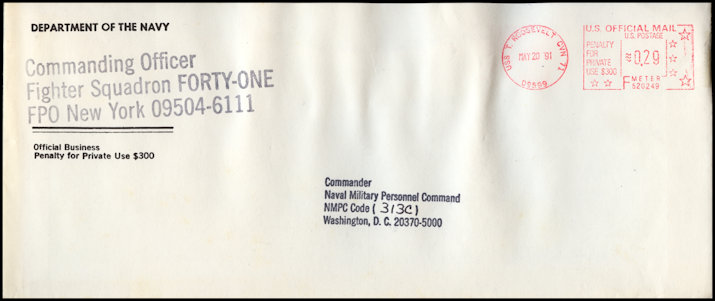 DEPARTMENT OF THE NAVY
Commanding Officer
Fighter Squadron FORTY-ONE
FPO New York 09504-6111
Official Business
Penalty for Private Use $300
USS T. ROOSEVELT CVN 71
MAY 20 '91
09599
U.S. OFFICIAL MAIL
U.S. POSTAGE
PENALTY
FOR
PRIVATE
USE $300
0.29
F METER
520249
Commander
Naval Military Personnel Command
NMPC Code (313C)
Washington, D. C. 20370-5000